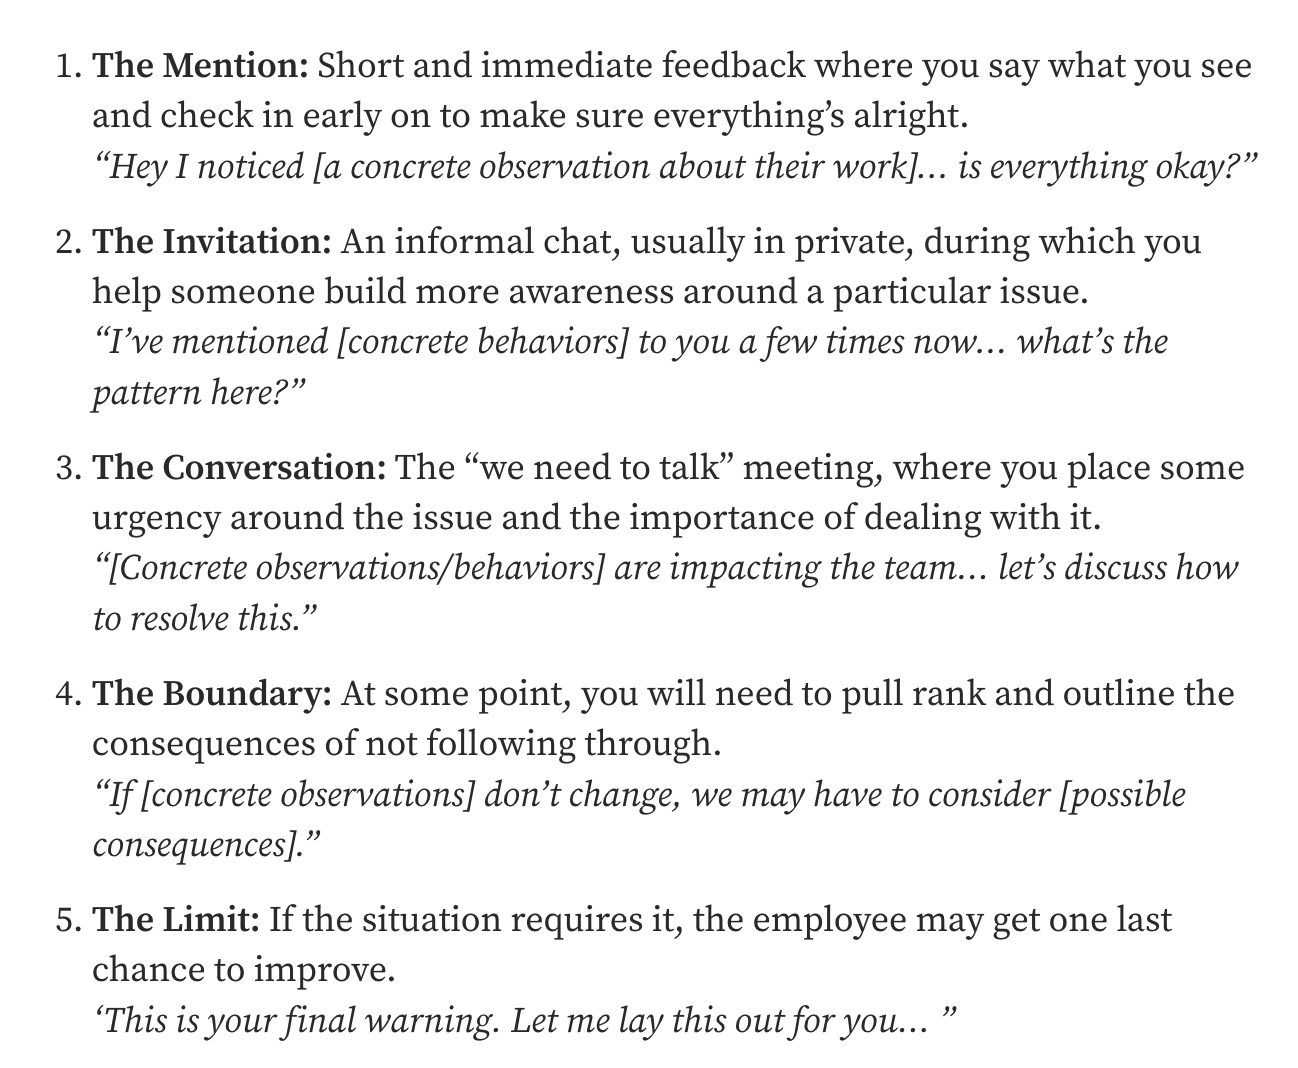 1. The Mention: Short and immediate feedback where you say what you see
and check in early on to make sure everything’s alright.
“Hey I noticed [a concrete observation about their work]… is everything okay?”
2. The Invitation: An informal chat, usually in private, during which you
help someone build more awareness around a particular issue.
“I’ve mentioned [concrete behaviors] to you a few times now… what’s the
pattern here?”
3. The Conversation: The “we need to talk” meeting, where you place some
urgency around the issue and the importance of dealing with it.
“[Concrete observations/behaviors] are impacting the team… let’s discuss how
to resolve this.”
4. The Boundary: At some point, you will need to pull rank and outline the
consequences of not following through.
“If [concrete observations] don’t change, we may have to consider [possible
consequences].”
5. The Limit: If the situation requires it, the employee may get one last
chance to improve.
‘This is your final warning. Let me lay this out for you… ”